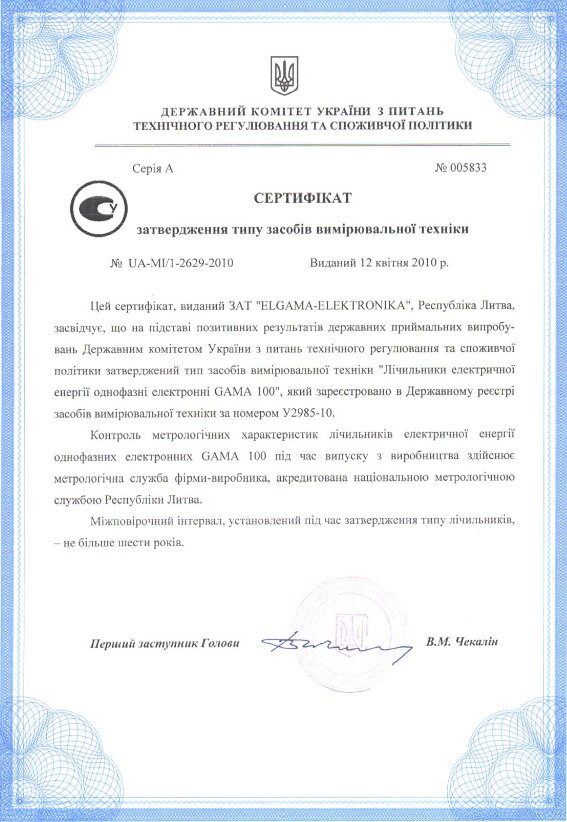 ДЕРЖАВНИЙ КОМІТЕТ УКРАЇНИ З ПИТАНЬ
ТЕХНІЧНОГО РЕГУЛЮВАННЯ ТА СПОЖИВЧОЇ ПОЛІТИКИ
Серія А № 005833
У
СЕРТИФІКАТ
затвердження типу засобів вимірювальної техніки
№ UA-MI/1-2629-2010 Виданий 12 квітня 2010 р.
Цей сертифікат, виданий ЗАТ "ELGAMA-ELEKTRONIKA", Республіка Литва,
засвідчує, що на підставі позитивних результатів державних приймальних випробу-
вань Державним комітетом України з питань технічного регулювання та споживчої
політики затверджений тип засобів вимірювальної техніки "Лічильники електричної
енергії однофазні електронні GAMA 100", який зареєстровано в Державному реєстрі
засобів вимірювальної техніки за номером У2985-10.
Контроль метрологічних характеристик лічильників електричної енергії
однофазних електронних GAMA 100 під час випуску з виробництва здійснює
метрологічна служба фірми-виробника, акредитована національною метрологічною
службою Республіки Литва.
Міжповірочний інтервал, установлений під час затвердження типу лічильників,
– не більше шести років.
Перший заступник Голови В.М. Чекалін